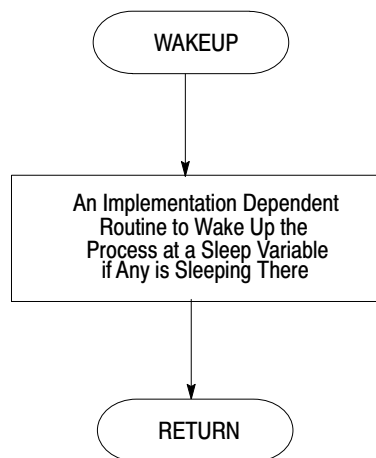 WAKEUP
An Implementation Dependent
Routine to Wake Up the
Process at a Sleep Variable
if Any is Sleeping There
RETURN